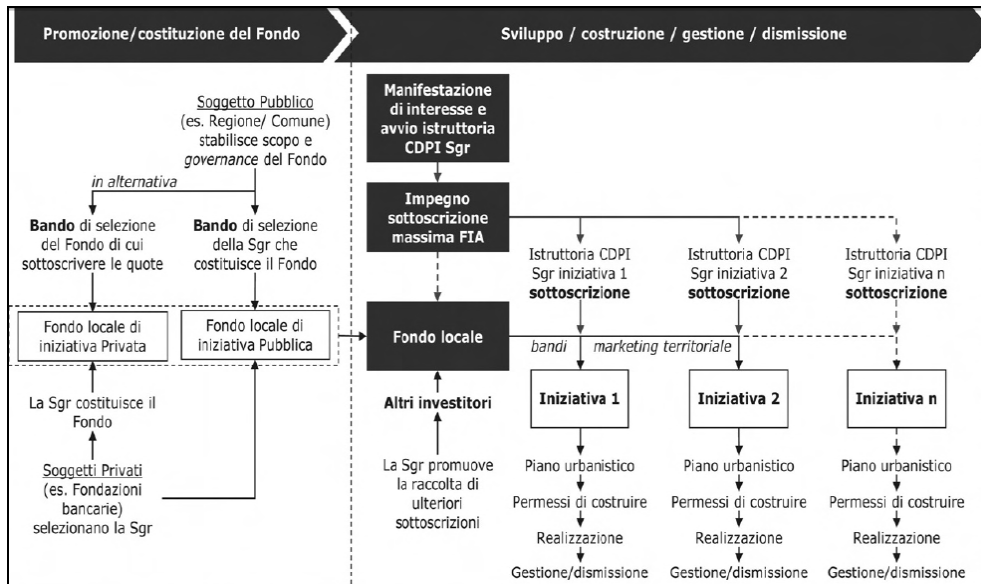 Promozione/costituzione del Fondo
Sviluppo / costruzione / gestione / dismissione
Soggetto Pubblico
(es. Regione/ Comune)
stabilisce scopo e
governance del Fondo
in alternativa
Bando di selezione
del Fondo di cui
sottoscrivere le quote
Bando di selezione
della Sgr che
costituisce il Fondo
Fondo locale di
iniziativa Privata
Fondo locale di
iniziativa Pubblica
La Sgr costituisce il
Fondo
Soggetti Privati
(es. Fondazioni
bancarie)
selezionano la Sgr
Manifestazione
di interesse e
avvio istruttoria
CDPI Sgr
Impegno
sottoscrizione
massima FIA
Fondo locale
Altri investitori
La Sgr promuove
la raccolta di
ulteriori
sottoscrizioni
Istruttoria CDPI
Sgr iniziativa 1
sottoscrizione
Istruttoria CDPI
Sgr iniziativa 2
sottoscrizione
Istruttoria CDPI
Sgr iniziativa n
sottoscrizione
bandi
marketing territoriale
Iniziativa 1
Iniziativa 2
Iniziativa n
Piano urbanistico
Piano urbanistico
Piano urbanistico
Permessi di costruire
Permessi di costruire
Permessi di costruire
Realizzazione
Realizzazione
Realizzazione
Gestione/dismissione
Gestione/dismissione
Gestione/dismissione